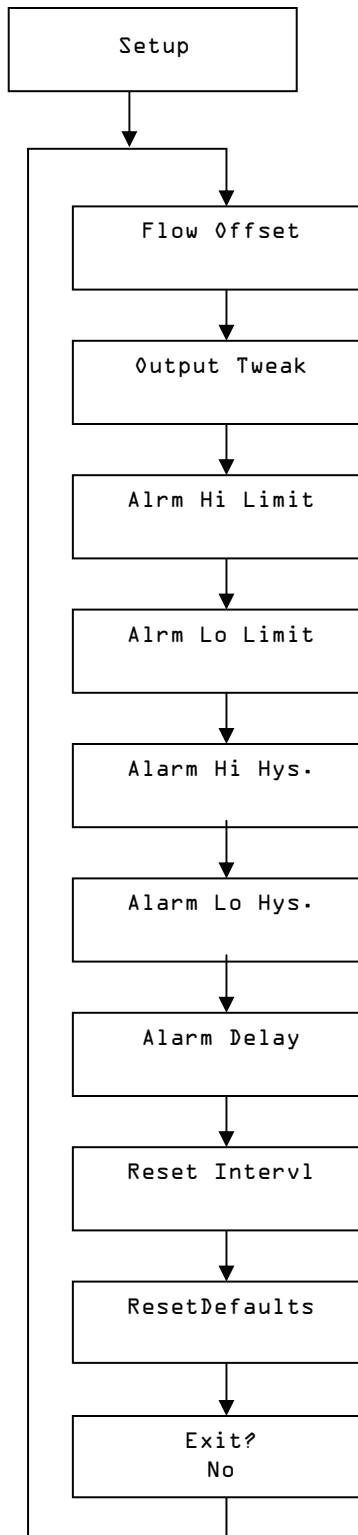 Setup
Flow Offset
Output Tweak
Alrm Hi Limit
Alrm Lo Limit
Alarm Hi Hys.
Alarm Lo Hys.
Alarm Delay
Reset Intervl
ResetDefaults
Exit?
No